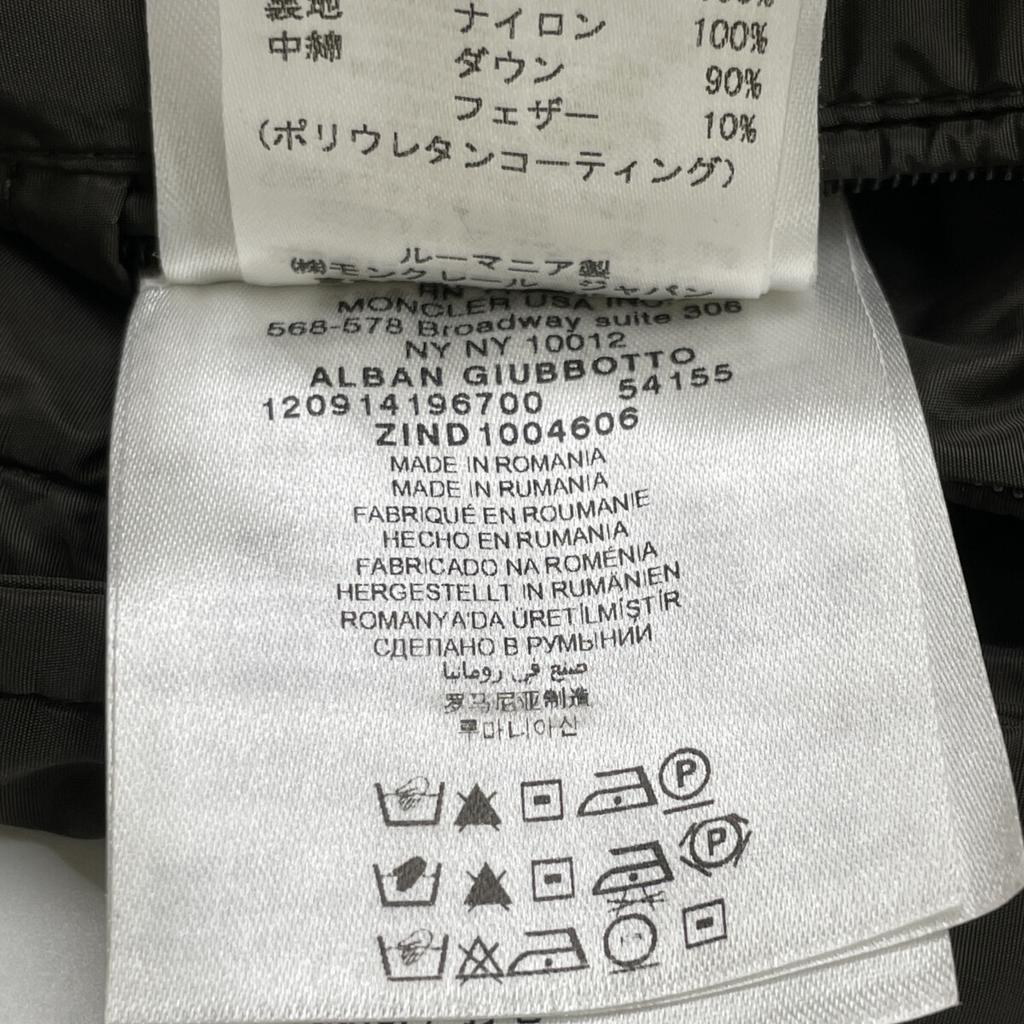 裏地 ナイロン 100%
中綿 ダウン 90%
フェザー 10%
(ポリウレタンコーティング)
ルーマニア製
㈱モンクレール ジャパン
RN
MONCLER USA INC.
568-578 Broadway suite 306
NY NY 10012
ALBAN GIUBBOTTO
120914196700 54155
ZIND1004606
MADE IN ROMANIA
MADE IN RUMANIA
FABRIQUÉ EN ROUMANIE
HECHO EN RUMANIA
FABRICADO NA ROMÉNIA
HERGESTELLT IN RUMÄNIEN
ROMANYA'DA ÜRETİLMİŞTİR
СДЕЛАНО В РУМЫНИИ
صنع في رومانيا
罗马尼亚制造
루마니아산
P
P